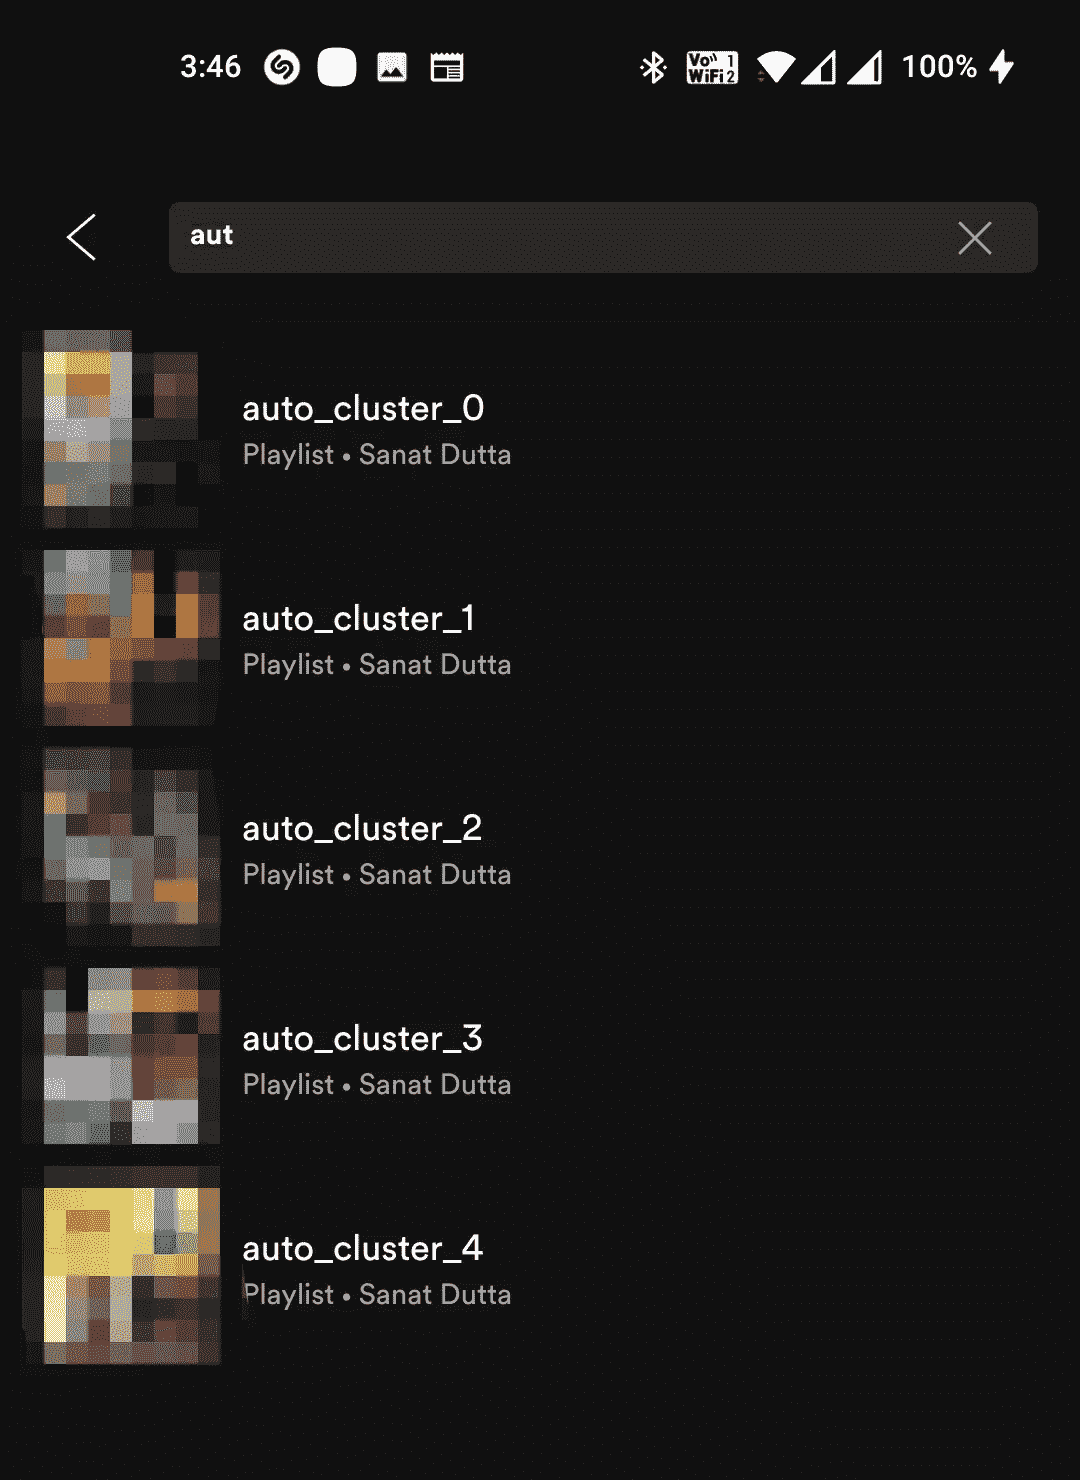 3:46 Vo)) 1 WiFi 2 100%
aut
auto_cluster_0
Playlist • Sanat Dutta
auto_cluster_1
Playlist • Sanat Dutta
auto_cluster_2
Playlist • Sanat Dutta
auto_cluster_3
Playlist • Sanat Dutta
auto_cluster_4
Playlist • Sanat Dutta